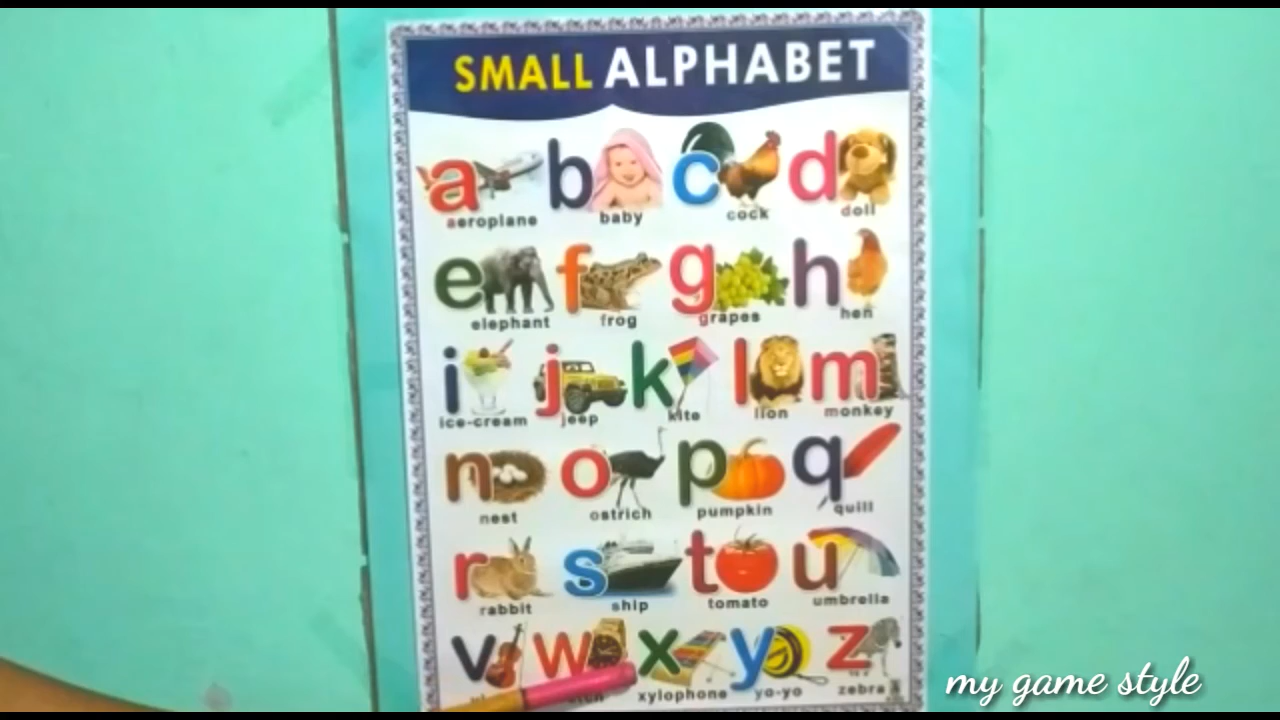 SMALL ALPHABET
a b c d
aeroplane baby cock doll
e f g h
elephant frog grapes hen
i j k l m
ice-cream jeep kite lion monkey
n o p q
nest ostrich pumpkin quill
r s t u
rabbit ship tomato umbrella
v w x y z
xylophone yo-yo zebra
my game style